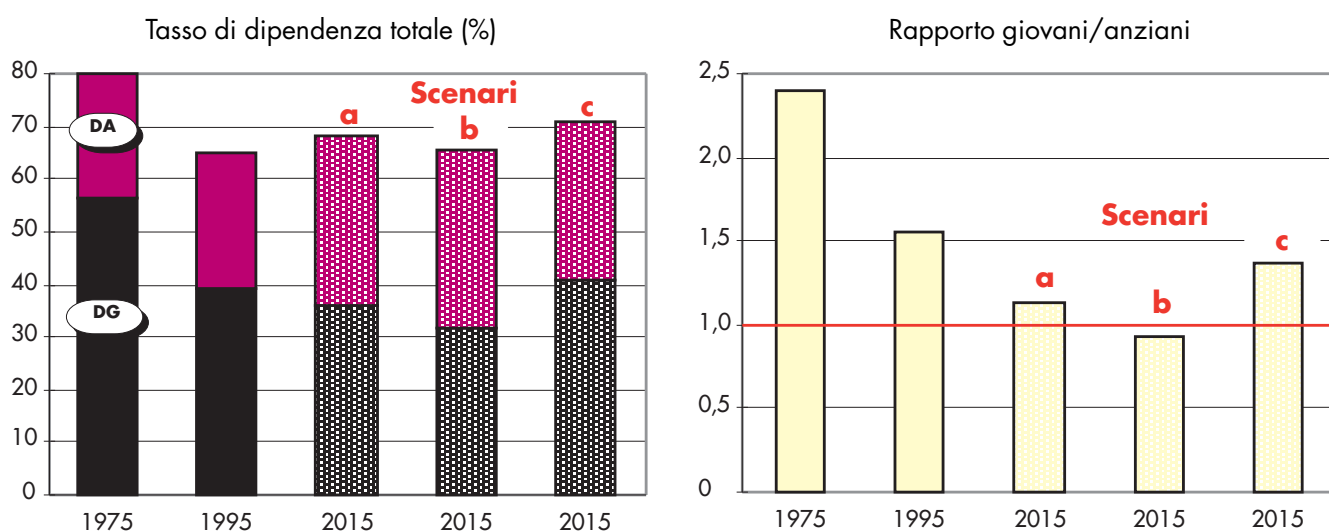 Tasso di dipendenza totale (%)
80
70
60
50
40
30
20
10
0
DA
DG
Scenari
a
b
c
1975 1995 2015 2015 2015
Rapporto giovani/anziani
2,5
2,0
1,5
1,0
0,5
0
Scenari
a
b
c
1975 1995 2015 2015 2015